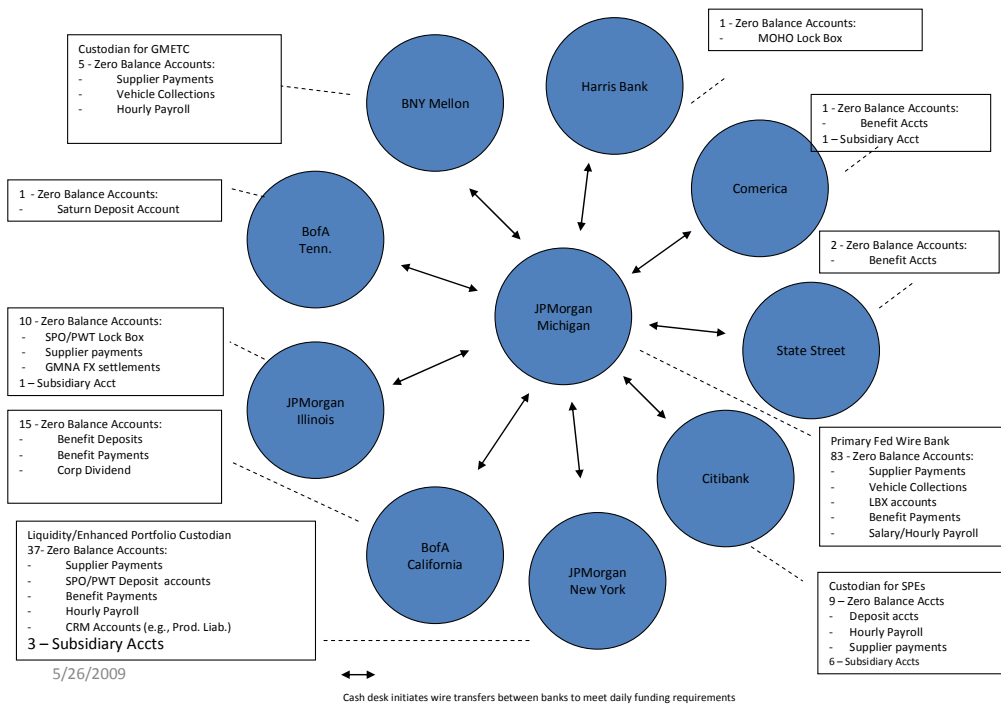 Custodian for GMETC
5 - Zero Balance Accounts:
- Supplier Payments
- Vehicle Collections
- Hourly Payroll
BNY Mellon
Harris Bank
1 - Zero Balance Accounts:
- MOHO Lock Box
1 - Zero Balance Accounts:
- Benefit Accts
1 – Subsidiary Acct
Comerica
1 - Zero Balance Accounts:
- Saturn Deposit Account
BofA
Tenn.
2 - Zero Balance Accounts:
- Benefit Accts
JPMorgan
Michigan
State Street
10 - Zero Balance Accounts:
- SPO/PWT Lock Box
- Supplier payments
- GMNA FX settlements
1 – Subsidiary Acct
JPMorgan
Illinois
15 - Zero Balance Accounts:
- Benefit Deposits
- Benefit Payments
- Corp Dividend
Citibank
Primary Fed Wire Bank
83 - Zero Balance Accounts:
- Supplier Payments
- Vehicle Collections
- LBX accounts
- Benefit Payments
- Salary/Hourly Payroll
Liquidity/Enhanced Portfolio Custodian
37- Zero Balance Accounts:
- Supplier Payments
- SPO/PWT Deposit accounts
- Benefit Payments
- Hourly Payroll
- CRM Accounts (e.g., Prod. Liab.)
3 – Subsidiary Accts
BofA
California
JPMorgan
New York
Custodian for SPEs
9 – Zero Balance Accts
- Deposit accts
- Hourly Payroll
- Supplier payments
6 – Subsidiary Accts
5/26/2009
Cash desk initiates wire transfers between banks to meet daily funding requirements